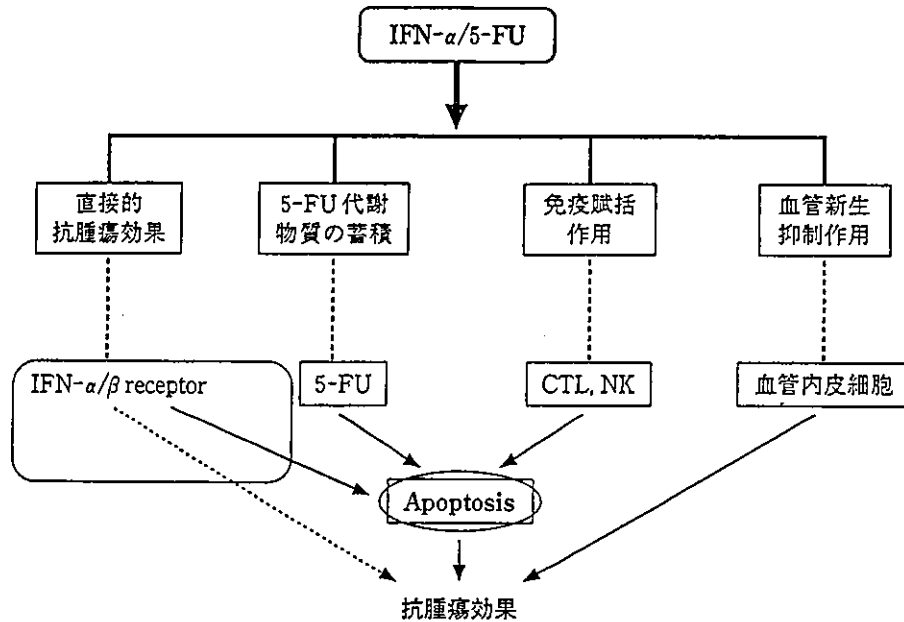 IFN-α/5-FU
直接的
抗腫瘍効果
5-FU 代謝
物質の蓄積
免疫賦括
作用
血管新生
抑制作用
IFN-α/β receptor
5-FU
CTL, NK
血管内皮細胞
Apoptosis
抗腫瘍効果